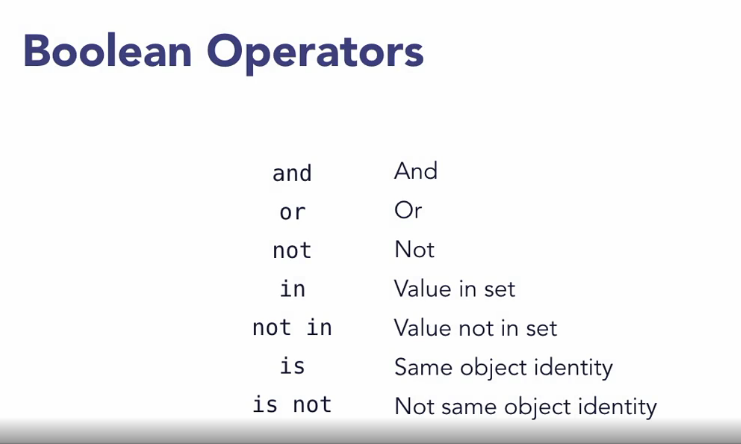 Boolean Operators
and And
or Or
not Not
in Value in set
not in Value not in set
is Same object identity
is not Not same object identity